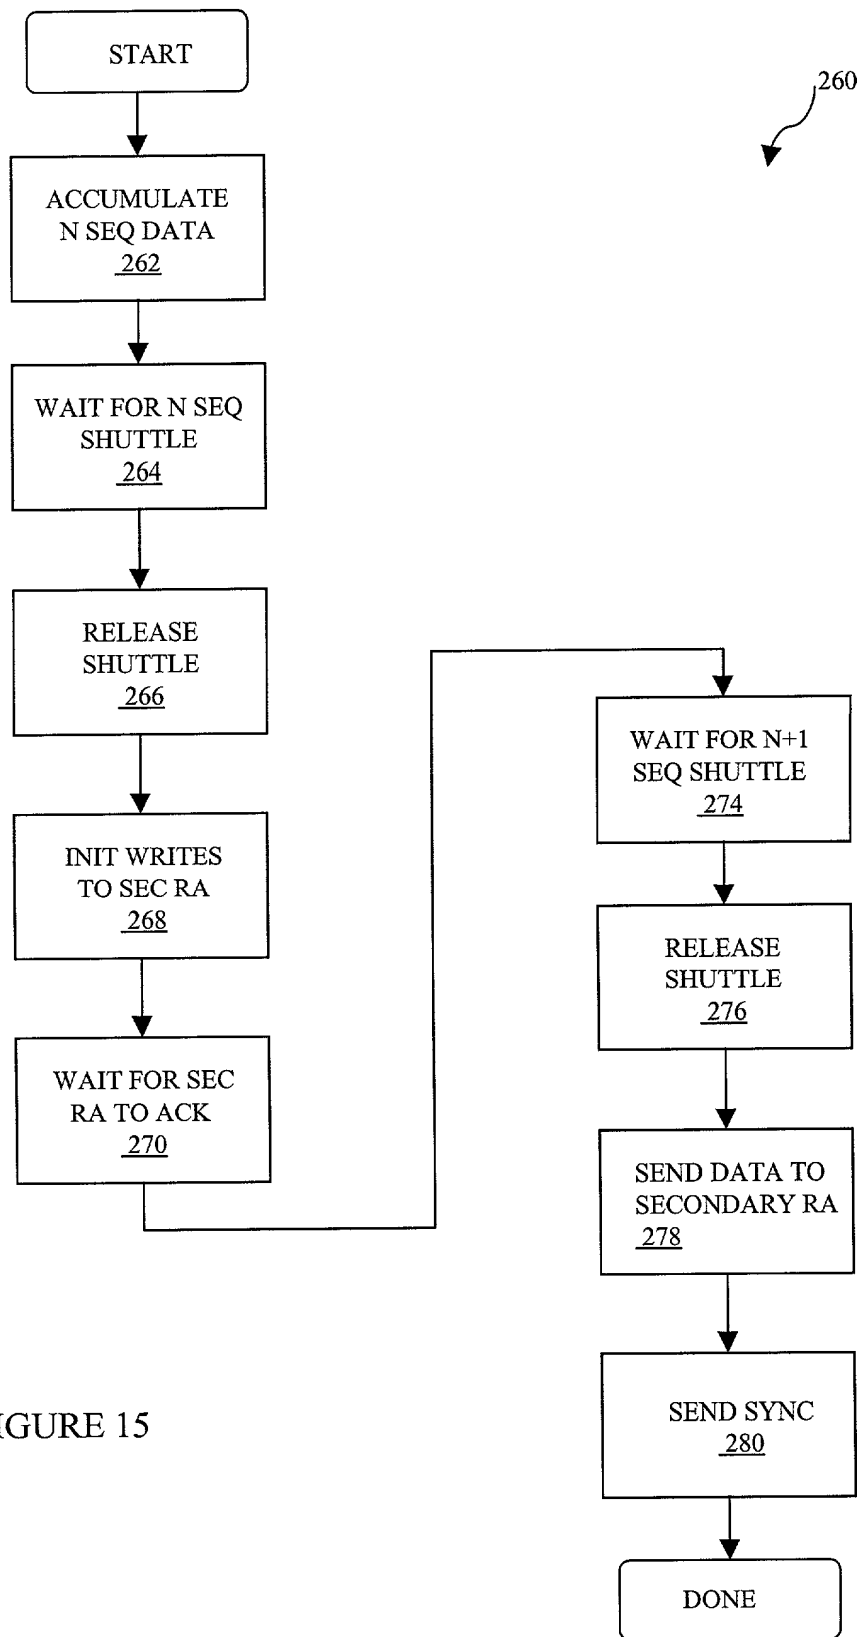 START
260
ACCUMULATE
N SEQ DATA
262
WAIT FOR N SEQ
SHUTTLE
264
RELEASE
SHUTTLE
266
INIT WRITES
TO SEC RA
268
WAIT FOR SEC
RA TO ACK
270
WAIT FOR N+1
SEQ SHUTTLE
274
RELEASE
SHUTTLE
276
SEND DATA TO
SECONDARY RA
278
SEND SYNC
280
DONE
IGURE 15